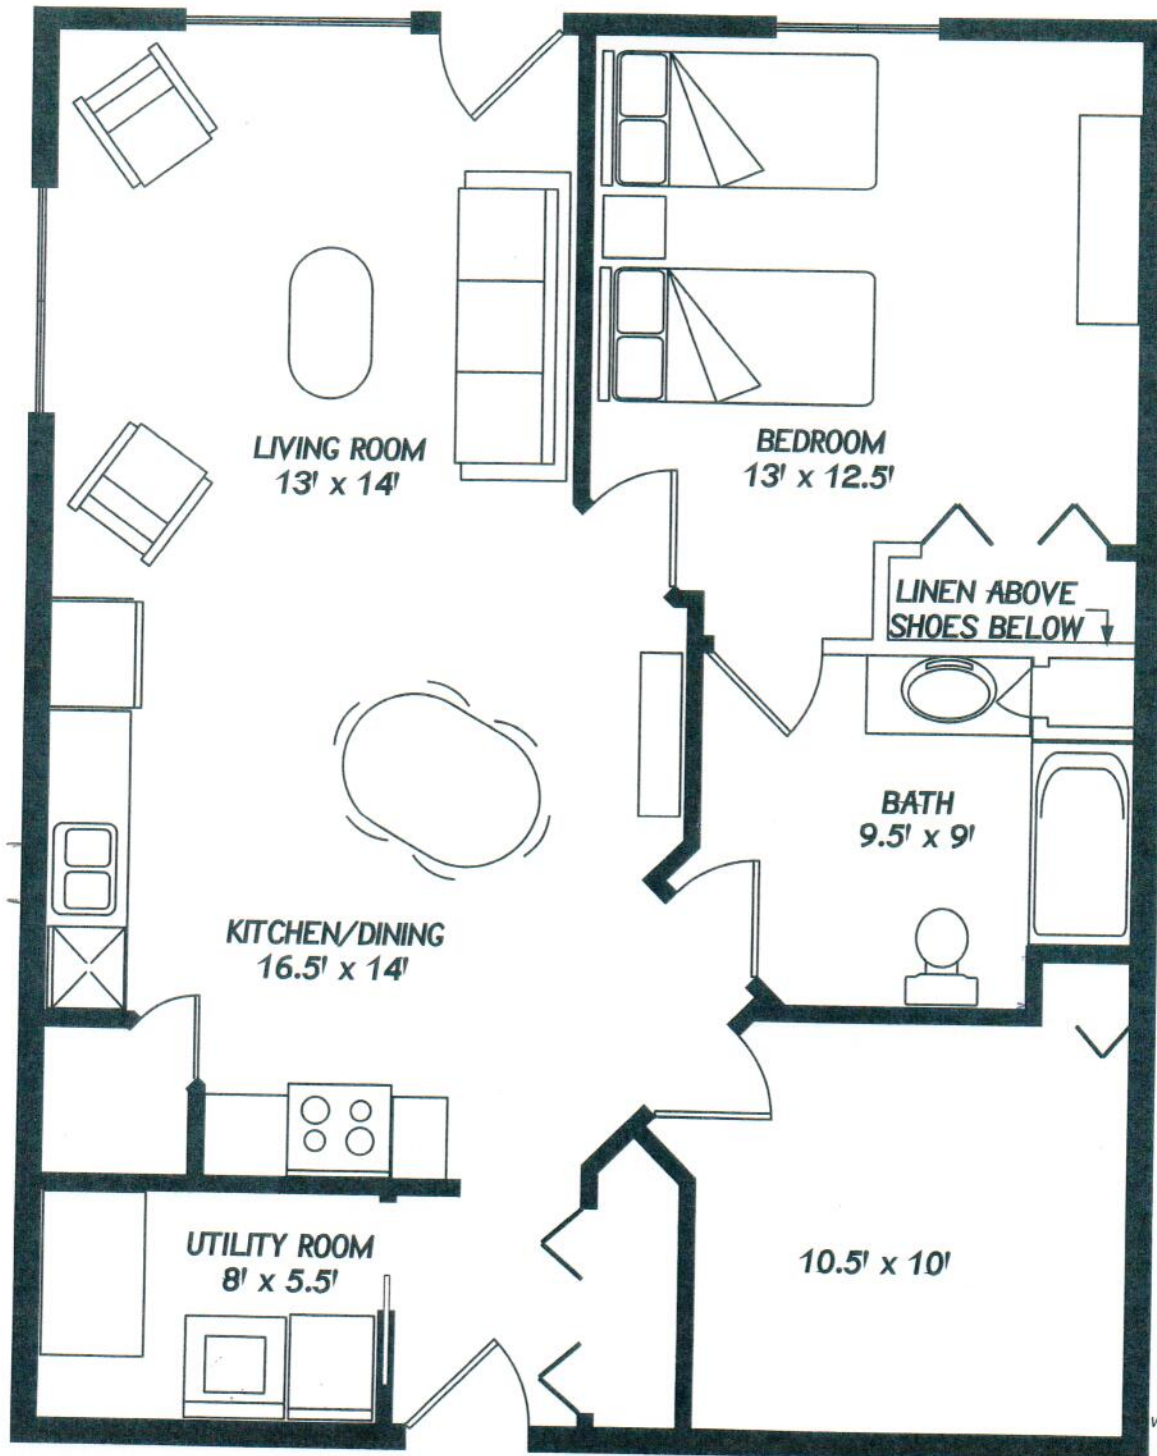 LIVING ROOM
13' x 14'
BEDROOM
13' x 12.5'
LINEN ABOVE
SHOES BELOW
BATH
9.5' x 9'
KITCHEN/DINING
16.5' x 14'
UTILITY ROOM
8' x 5.5'
10.5' x 10'